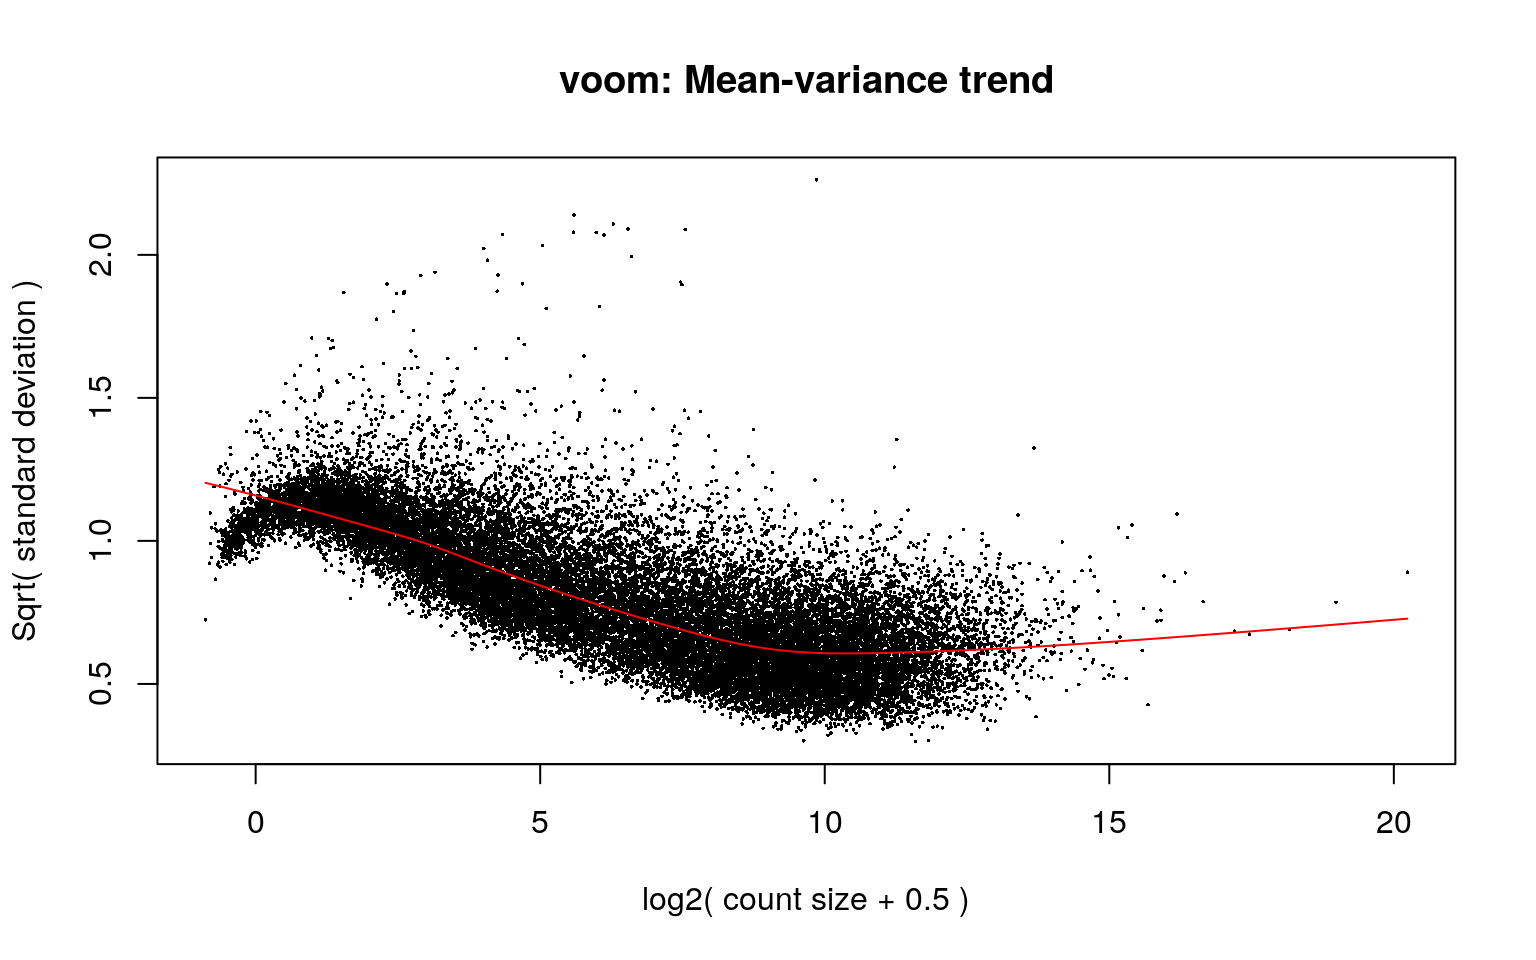 voom: Mean-variance trend
Sqrt( standard deviation )
2.0
1.5
1.0
0.5
0 5 10 15 20
log2( count size + 0.5 )